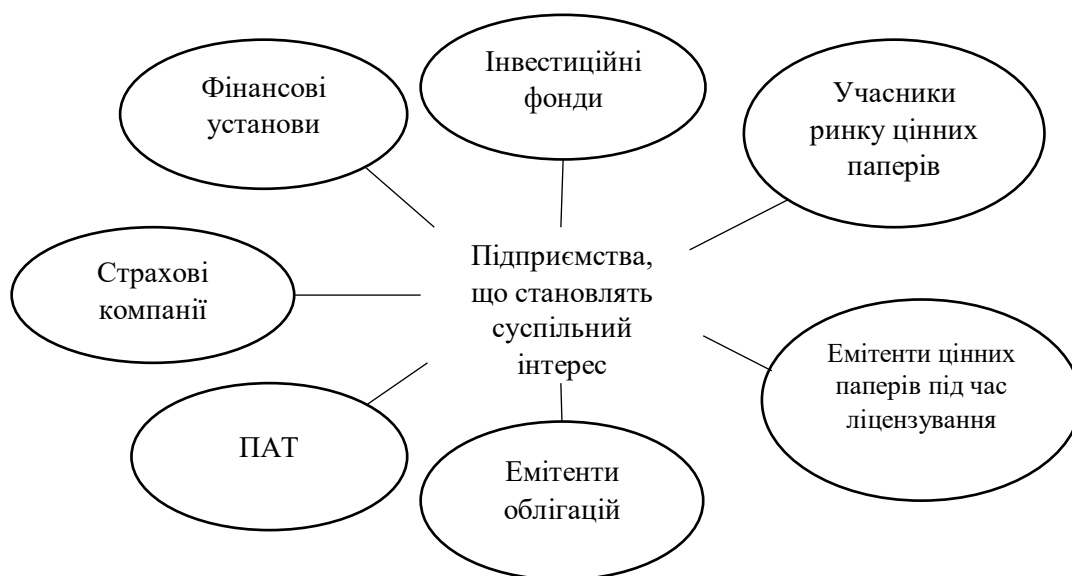 Фінансові
установи
Інвестиційні
фонди
Учасники
ринку цінних
паперів
Страхові
компанії
Підприємства,
що становлять
суспільний
інтерес
Емітенти цінних
паперів під час
ліцензування
ПАТ
Емітенти
облігацій